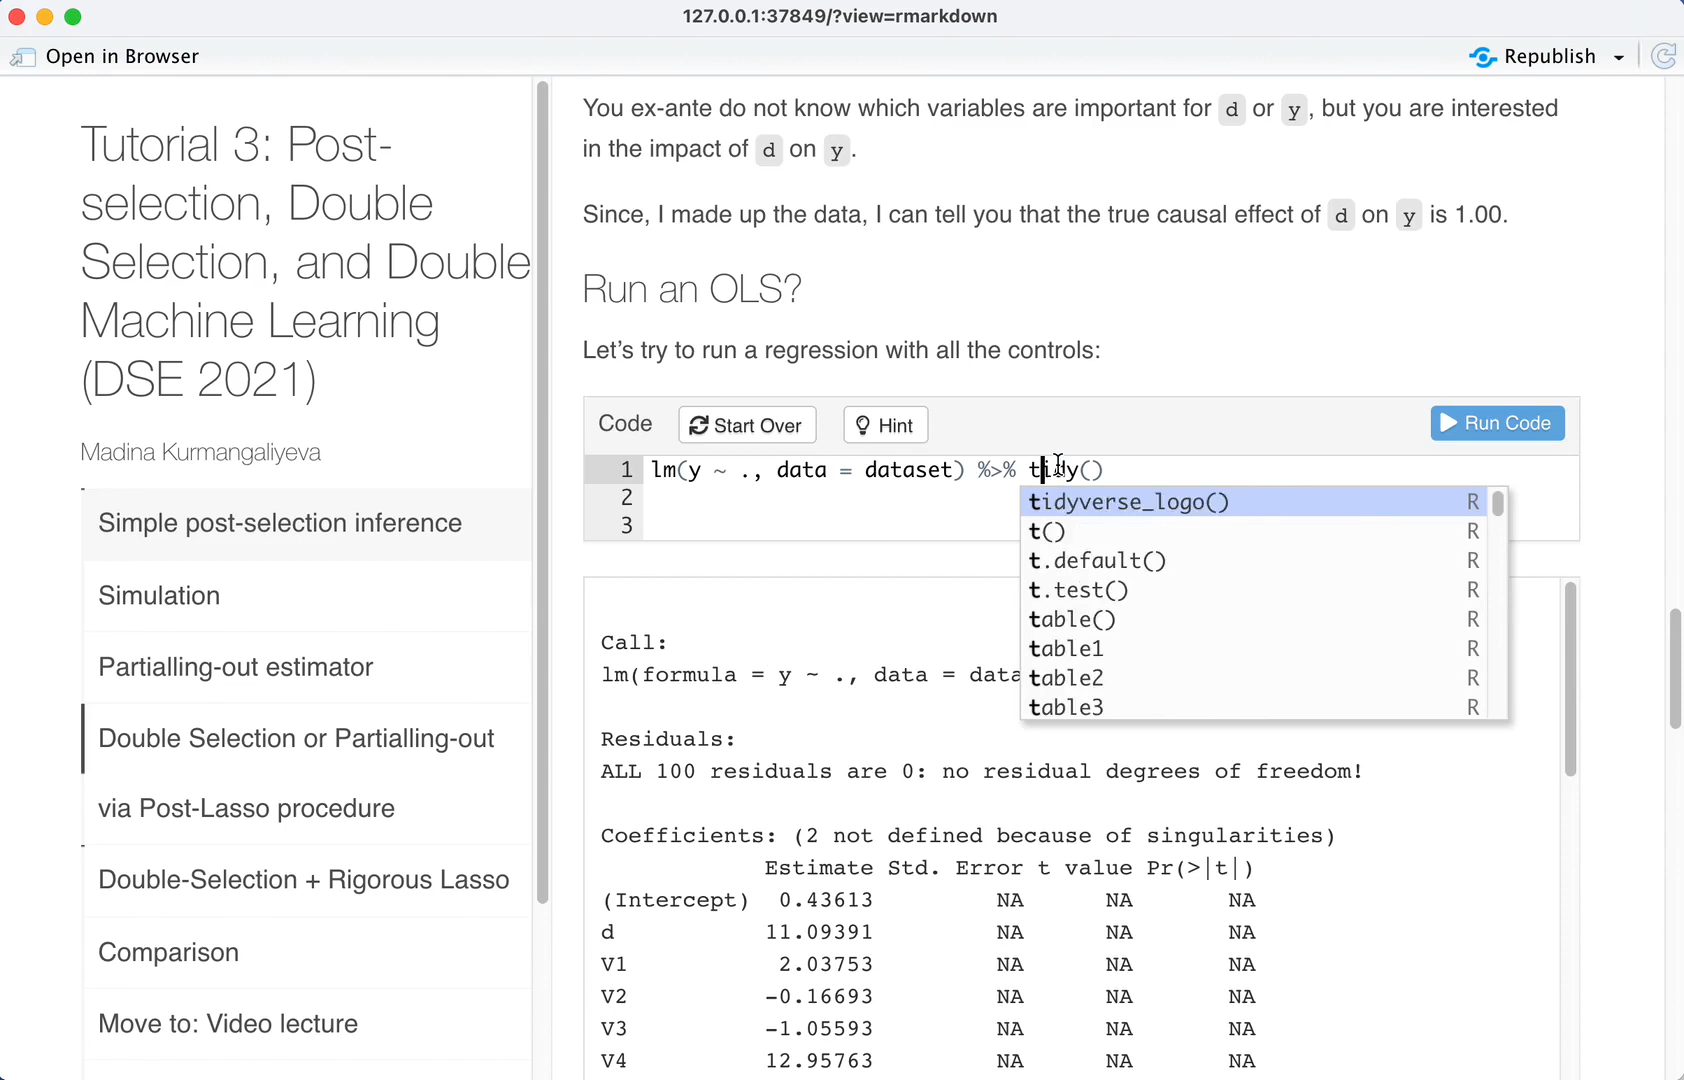 127.0.0.1:37849/?view=rmarkdown
Open in Browser
Republish
Tutorial 3: Post-
selection, Double
Selection, and Double
Machine Learning
(DSE 2021)
Madina Kurmangaliyeva
Simple post-selection inference
Simulation
Partialling-out estimator
Double Selection or Partialling-out
via Post-Lasso procedure
Double-Selection + Rigorous Lasso
Comparison
Move to: Video lecture
You ex-ante do not know which variables are important for d or y, but you are interested
in the impact of d on y.
Since, I made up the data, I can tell you that the true causal effect of d on y is 1.00.
Run an OLS?
Let's try to run a regression with all the controls:
Code Start Over Hint Run Code
1 lm(y ~ ., data = dataset) %>% tidy()
2
3
tidyverse_logo() R
t() R
t.default() R
t.test() R
table() R
table1 R
table2 R
table3 R
Call:
lm(formula = y ~ ., data = data
Residuals:
ALL 100 residuals are 0: no residual degrees of freedom!
Coefficients: (2 not defined because of singularities)
Estimate Std. Error t value Pr(>|t|)
(Intercept) 0.43613 NA NA NA
d 11.09391 NA NA NA
V1 2.03753 NA NA NA
V2 -0.16693 NA NA NA
V3 -1.05593 NA NA NA
V4 12.95763 NA NA NA